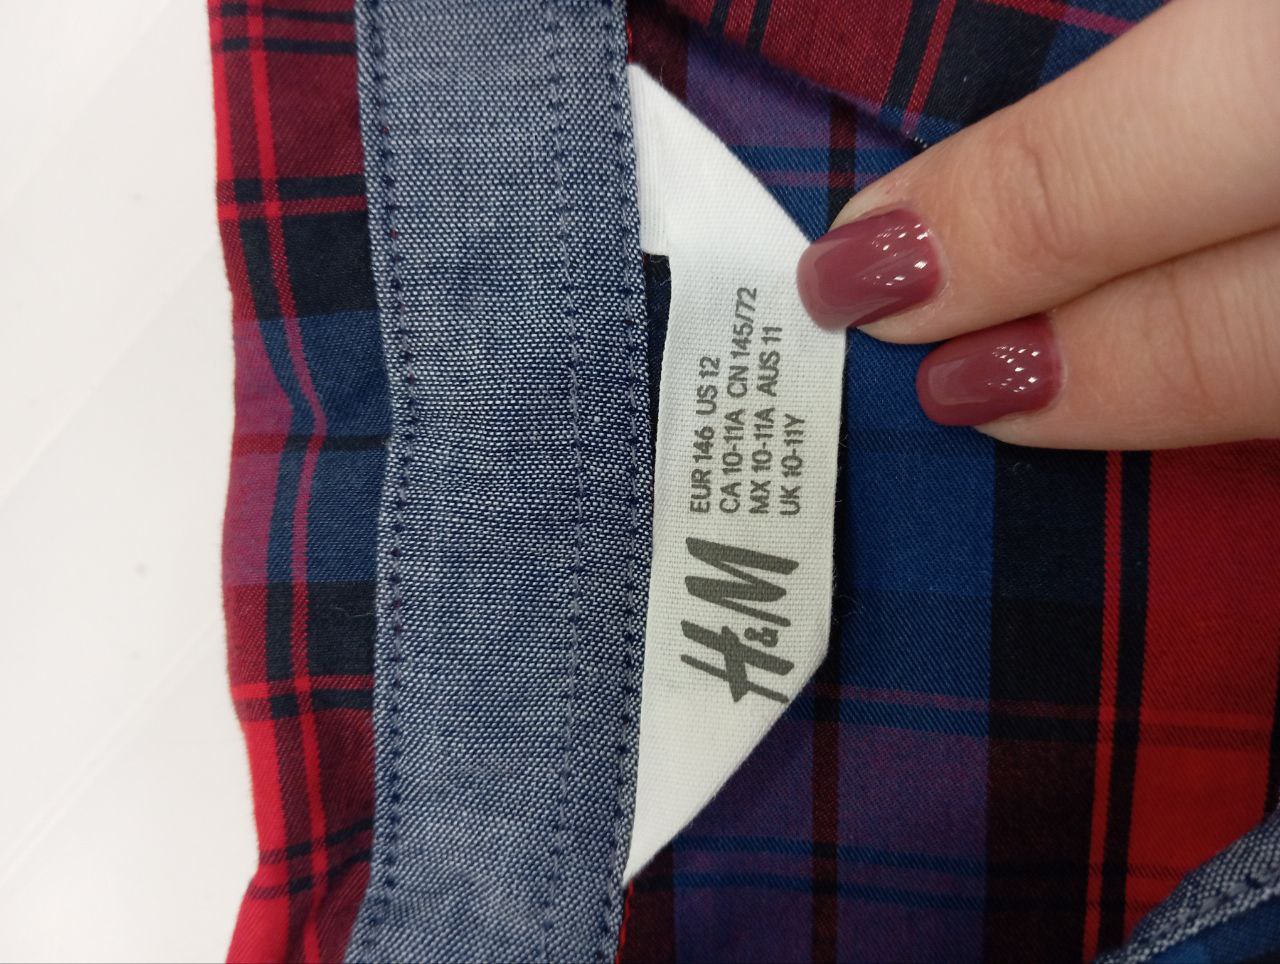 H&M
EUR 146 US 12
CA 10-11A CN 145/72
MX 10-11A AUS 11
UK 10-11Y